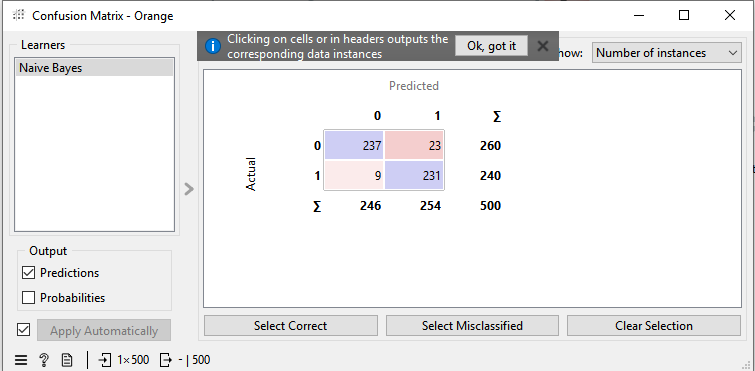 Confusion Matrix - Orange
Learners
Naive Bayes
Clicking on cells or in headers outputs the
corresponding data instances
Ok, got it
how:
Number of instances
Predicted
0 1 Σ
0 237 23 260
Actual
1 9 231 240
Σ 246 254 500
Output
Predictions
Probabilities
Apply Automatically
Select Correct
Select Misclassified
Clear Selection
1×500
- | 500